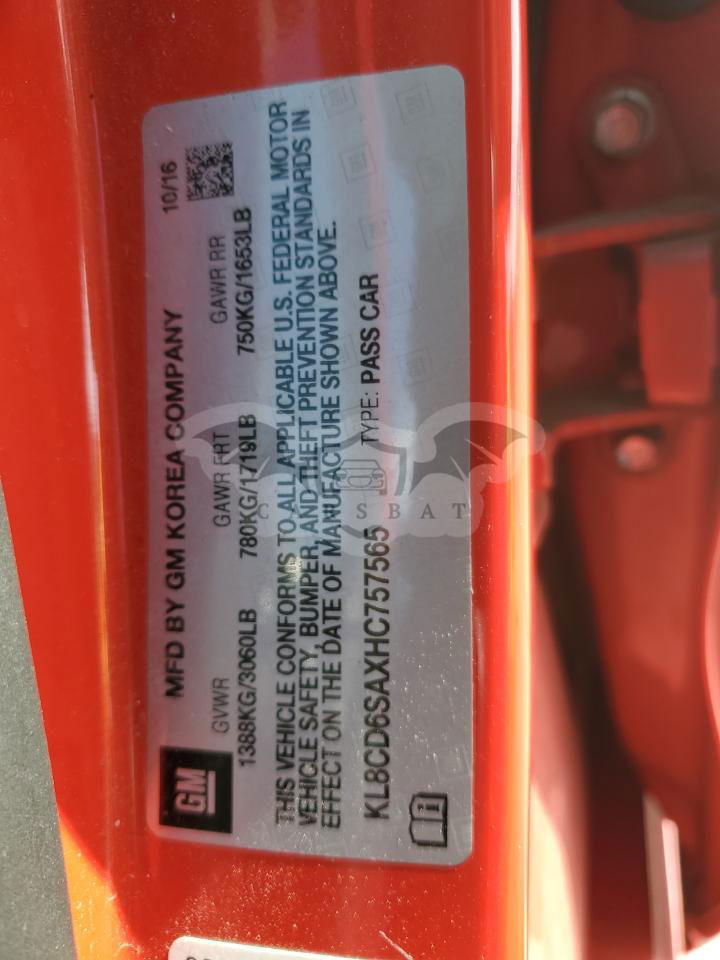 MFD BY GM KOREA COMPANY 10/16
GM
GVWR GAWR FRT GAWR RR
1388KG/3060LB 780KG/1719LB 750KG/1653LB
THIS VEHICLE CONFORMS TO ALL APPLICABLE U.S. FEDERAL MOTOR
VEHICLE SAFETY, BUMPER, AND THEFT PREVENTION STANDARDS IN
EFFECT ON THE DATE OF MANUFACTURE SHOWN ABOVE.
KL8CD6SAXHC757565 TYPE: PASS CAR
CARSBAT